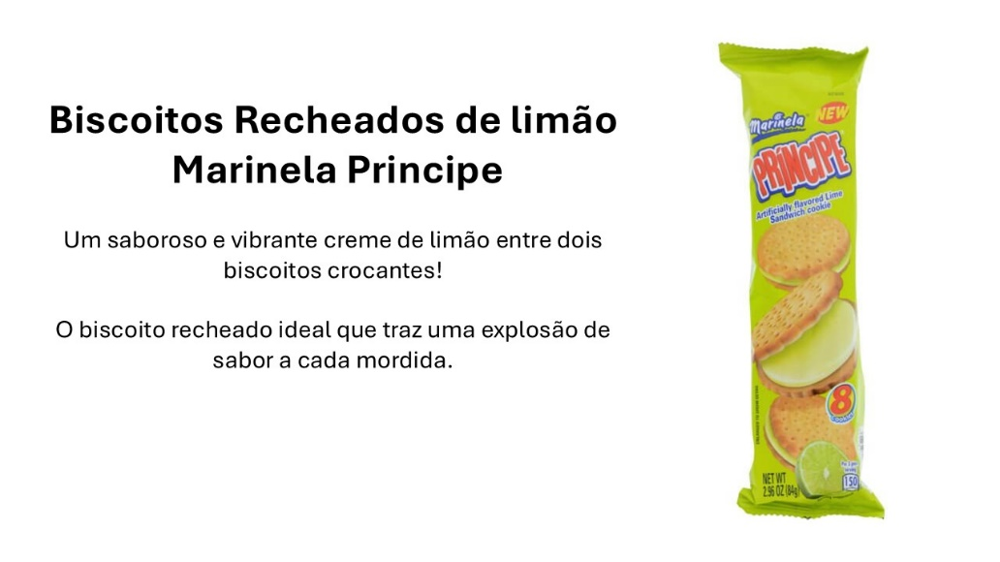 Biscoitos Recheados de limão
Marinela Principe
Um saboroso e vibrante creme de limão entre dois
biscoitos crocantes!
O biscoito recheado ideal que traz uma explosão de
sabor a cada mordida.
Marinela
NEW
PRÍNCIPE
Artificially flavored Lime
Sandwich cookie
8
COOKIES
150
NET WT
2.96 OZ (84g)